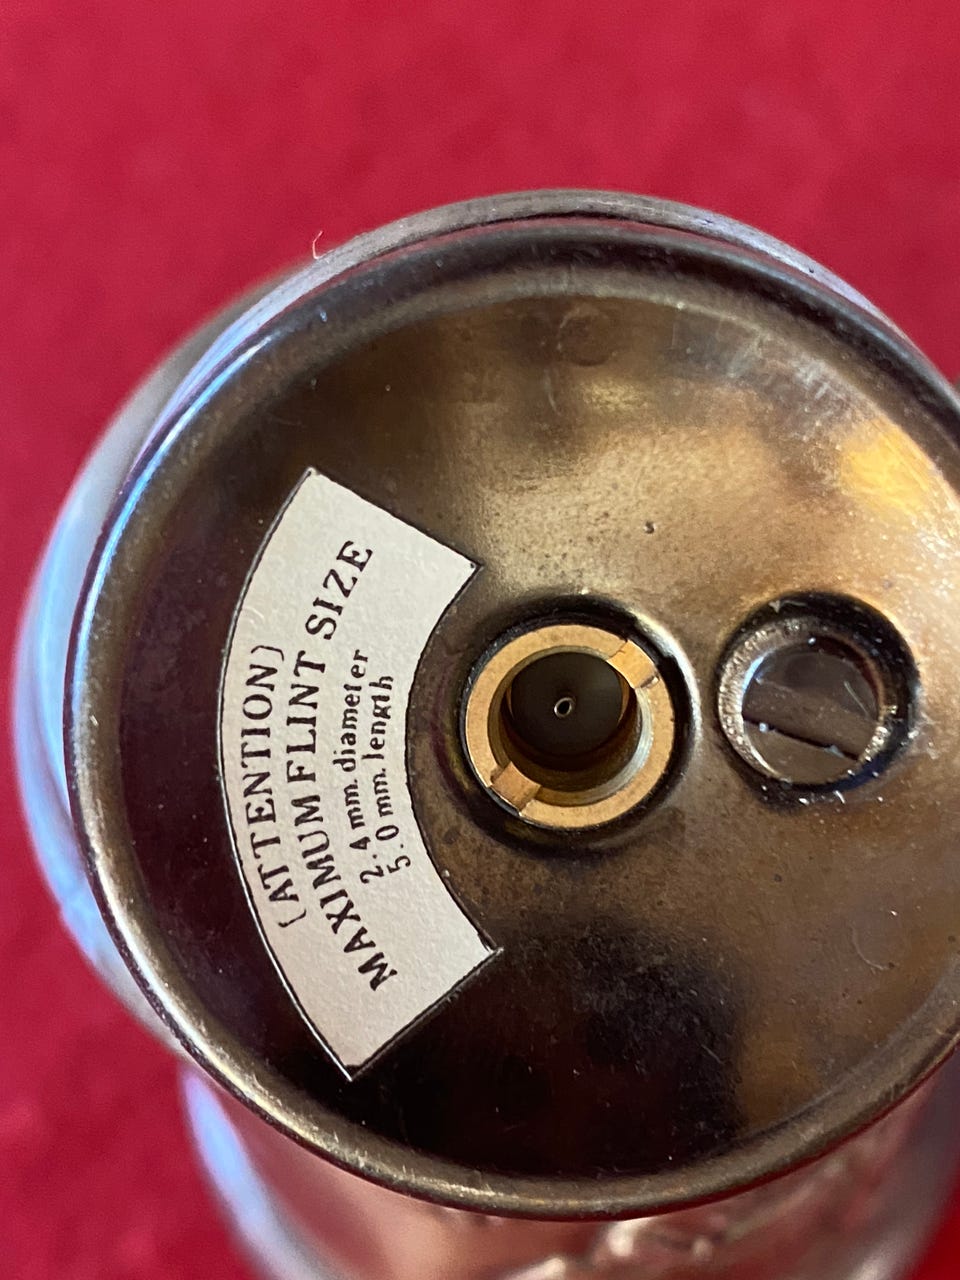 (ATTENTION)
MAXIMUM FLINT SIZE
2.4 mm. diameter
5.0 mm. length